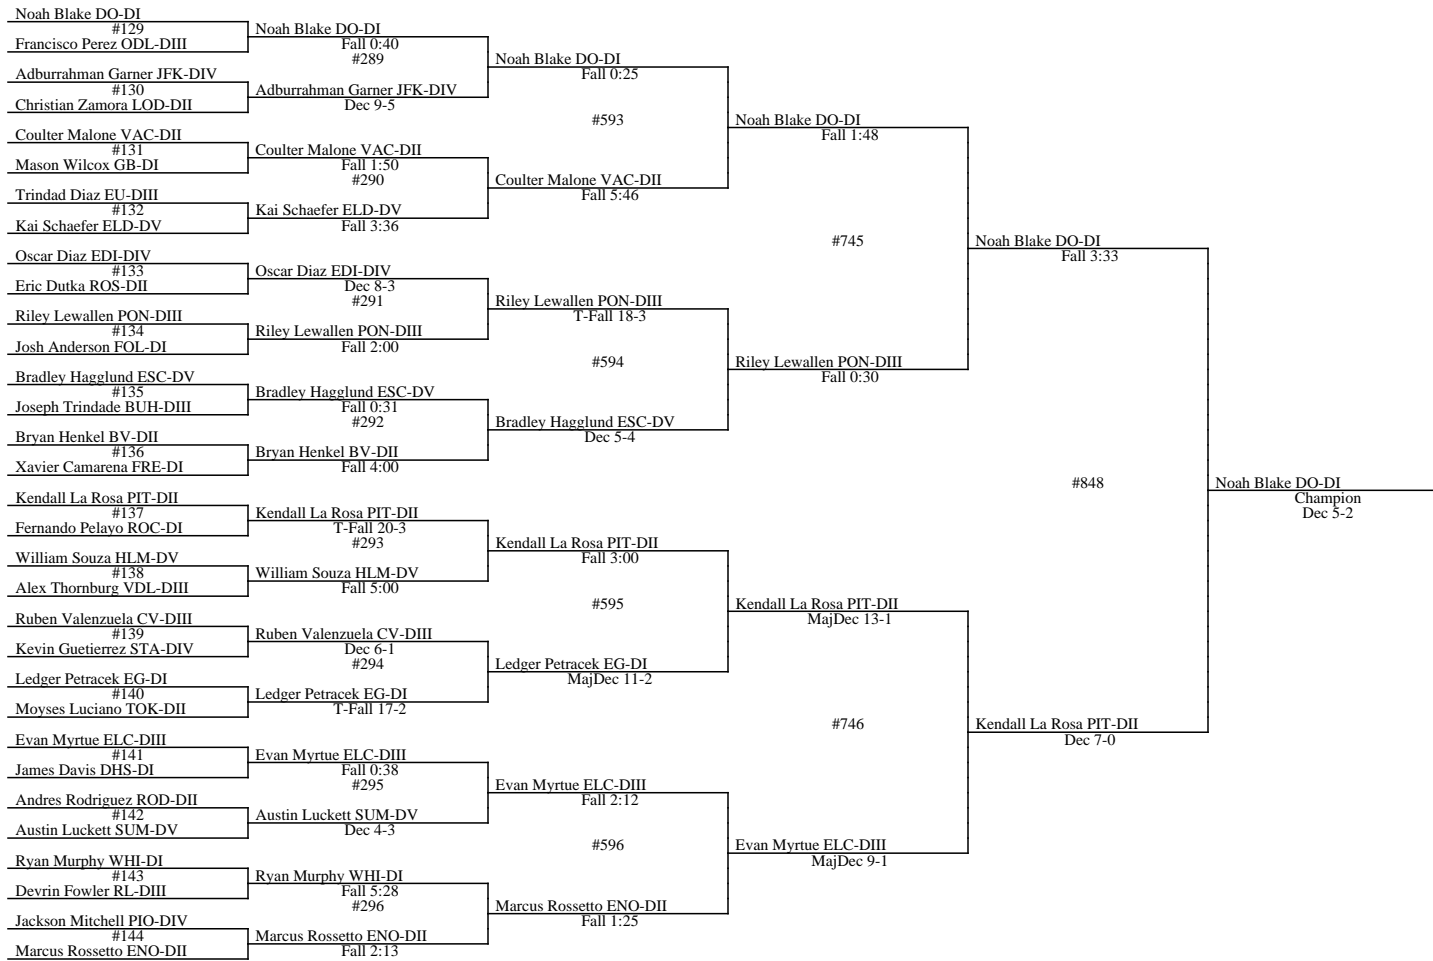 Noah Blake DO-DI
#129
Francisco Perez ODL-DIII
Adburrahman Garner JFK-DIV
#130
Christian Zamora LOD-DII
Coulter Malone VAC-DII
#131
Mason Wilcox GB-DI
Trindad Diaz EU-DIII
#132
Kai Schaefer ELD-DV
Oscar Diaz EDI-DIV
#133
Eric Dutka ROS-DII
Riley Lewallen PON-DIII
#134
Josh Anderson FOL-DI
Bradley Hagglund ESC-DV
#135
Joseph Trindade BUH-DIII
Bryan Henkel BV-DII
#136
Xavier Camarena FRE-DI
Kendall La Rosa PIT-DII
#137
Fernando Pelayo ROC-DI
William Souza HLM-DV
#138
Alex Thornburg VDL-DIII
Ruben Valenzuela CV-DIII
#139
Kevin Guetierrez STA-DIV
Ledger Petracek EG-DI
#140
Moyses Luciano TOK-DII
Evan Myrtue ELC-DIII
#141
James Davis DHS-DI
Andres Rodriguez ROD-DII
#142
Austin Luckett SUM-DV
Ryan Murphy WHI-DI
#143
Devrin Fowler RL-DIII
Jackson Mitchell PIO-DIV
#144
Marcus Rossetto ENO-DII
Noah Blake DO-DI
Fall 0:40
#289
Adburrahman Garner JFK-DIV
Dec 9-5
Coulter Malone VAC-DII
Fall 1:50
#290
Kai Schaefer ELD-DV
Fall 3:36
Oscar Diaz EDI-DIV
Dec 8-3
#291
Riley Lewallen PON-DIII
Fall 2:00
Bradley Hagglund ESC-DV
Fall 0:31
#292
Bryan Henkel BV-DII
Fall 4:00
Kendall La Rosa PIT-DII
T-Fall 20-3
#293
William Souza HLM-DV
Fall 5:00
Ruben Valenzuela CV-DIII
Dec 6-1
#294
Ledger Petracek EG-DI
T-Fall 17-2
Evan Myrtue ELC-DIII
Fall 0:38
#295
Austin Luckett SUM-DV
Dec 4-3
Ryan Murphy WHI-DI
Fall 5:28
#296
Marcus Rossetto ENO-DII
Fall 2:13
Noah Blake DO-DI
Fall 0:25
#593
Coulter Malone VAC-DII
Fall 5:46
Riley Lewallen PON-DIII
T-Fall 18-3
#594
Bradley Hagglund ESC-DV
Dec 5-4
Kendall La Rosa PIT-DII
Fall 3:00
#595
Ledger Petracek EG-DI
MajDec 11-2
Evan Myrtue ELC-DIII
Fall 2:12
#596
Marcus Rossetto ENO-DII
Fall 1:25
Noah Blake DO-DI
Fall 1:48
#745
Riley Lewallen PON-DIII
Fall 0:30
Kendall La Rosa PIT-DII
MajDec 13-1
#746
Evan Myrtue ELC-DIII
MajDec 9-1
Noah Blake DO-DI
Fall 3:33
#848
Kendall La Rosa PIT-DII
Dec 7-0
Noah Blake DO-DI
Champion
Dec 5-2